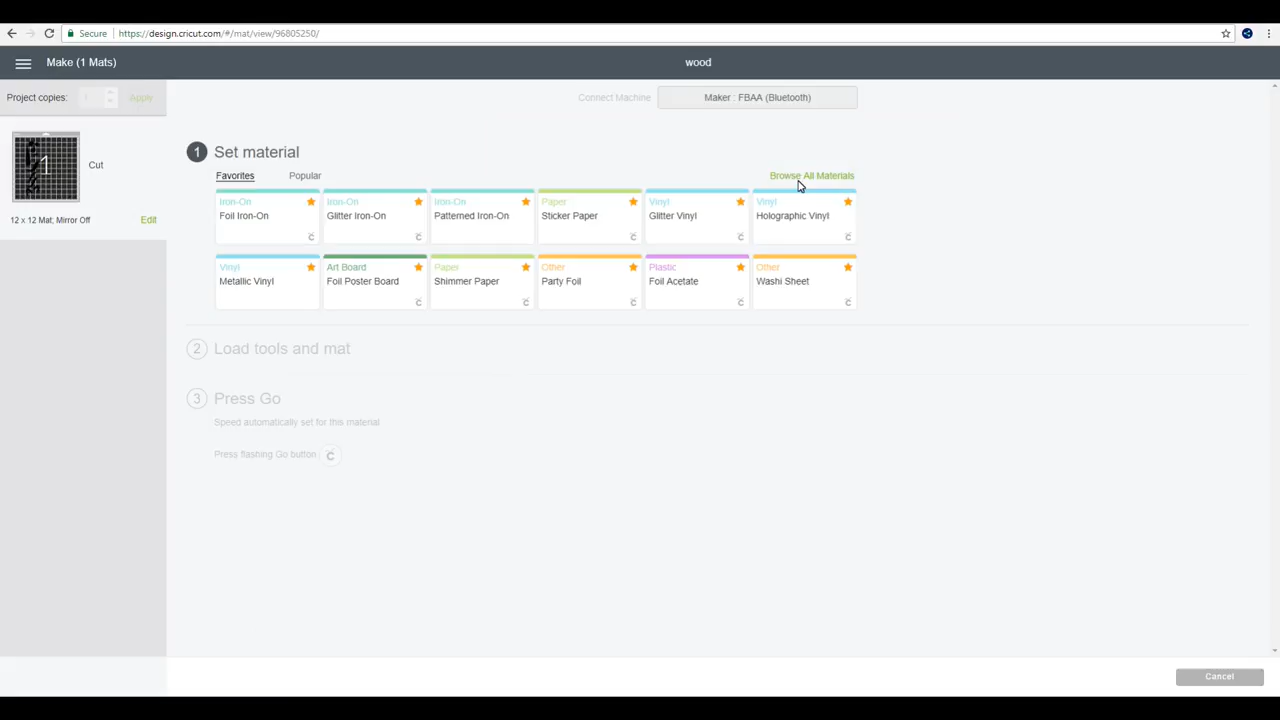 Secure
https://design.cricut.com/#/mat/view/96805250/
Make (1 Mats)
wood
Project copies:
1
Apply
Connect Machine
Maker : FBAA (Bluetooth)
1
Cut
12 x 12 Mat; Mirror Off
Edit
1
Set material
Favorites
Popular
Browse All Materials
Iron-On
Foil Iron-On
Iron-On
Glitter Iron-On
Iron-On
Patterned Iron-On
Paper
Sticker Paper
Vinyl
Glitter Vinyl
Vinyl
Holographic Vinyl
Vinyl
Metallic Vinyl
Art Board
Foil Poster Board
Paper
Shimmer Paper
Other
Party Foil
Plastic
Foil Acetate
Other
Washi Sheet
2
Load tools and mat
3
Press Go
Speed automatically set for this material
Press flashing Go button
Cancel